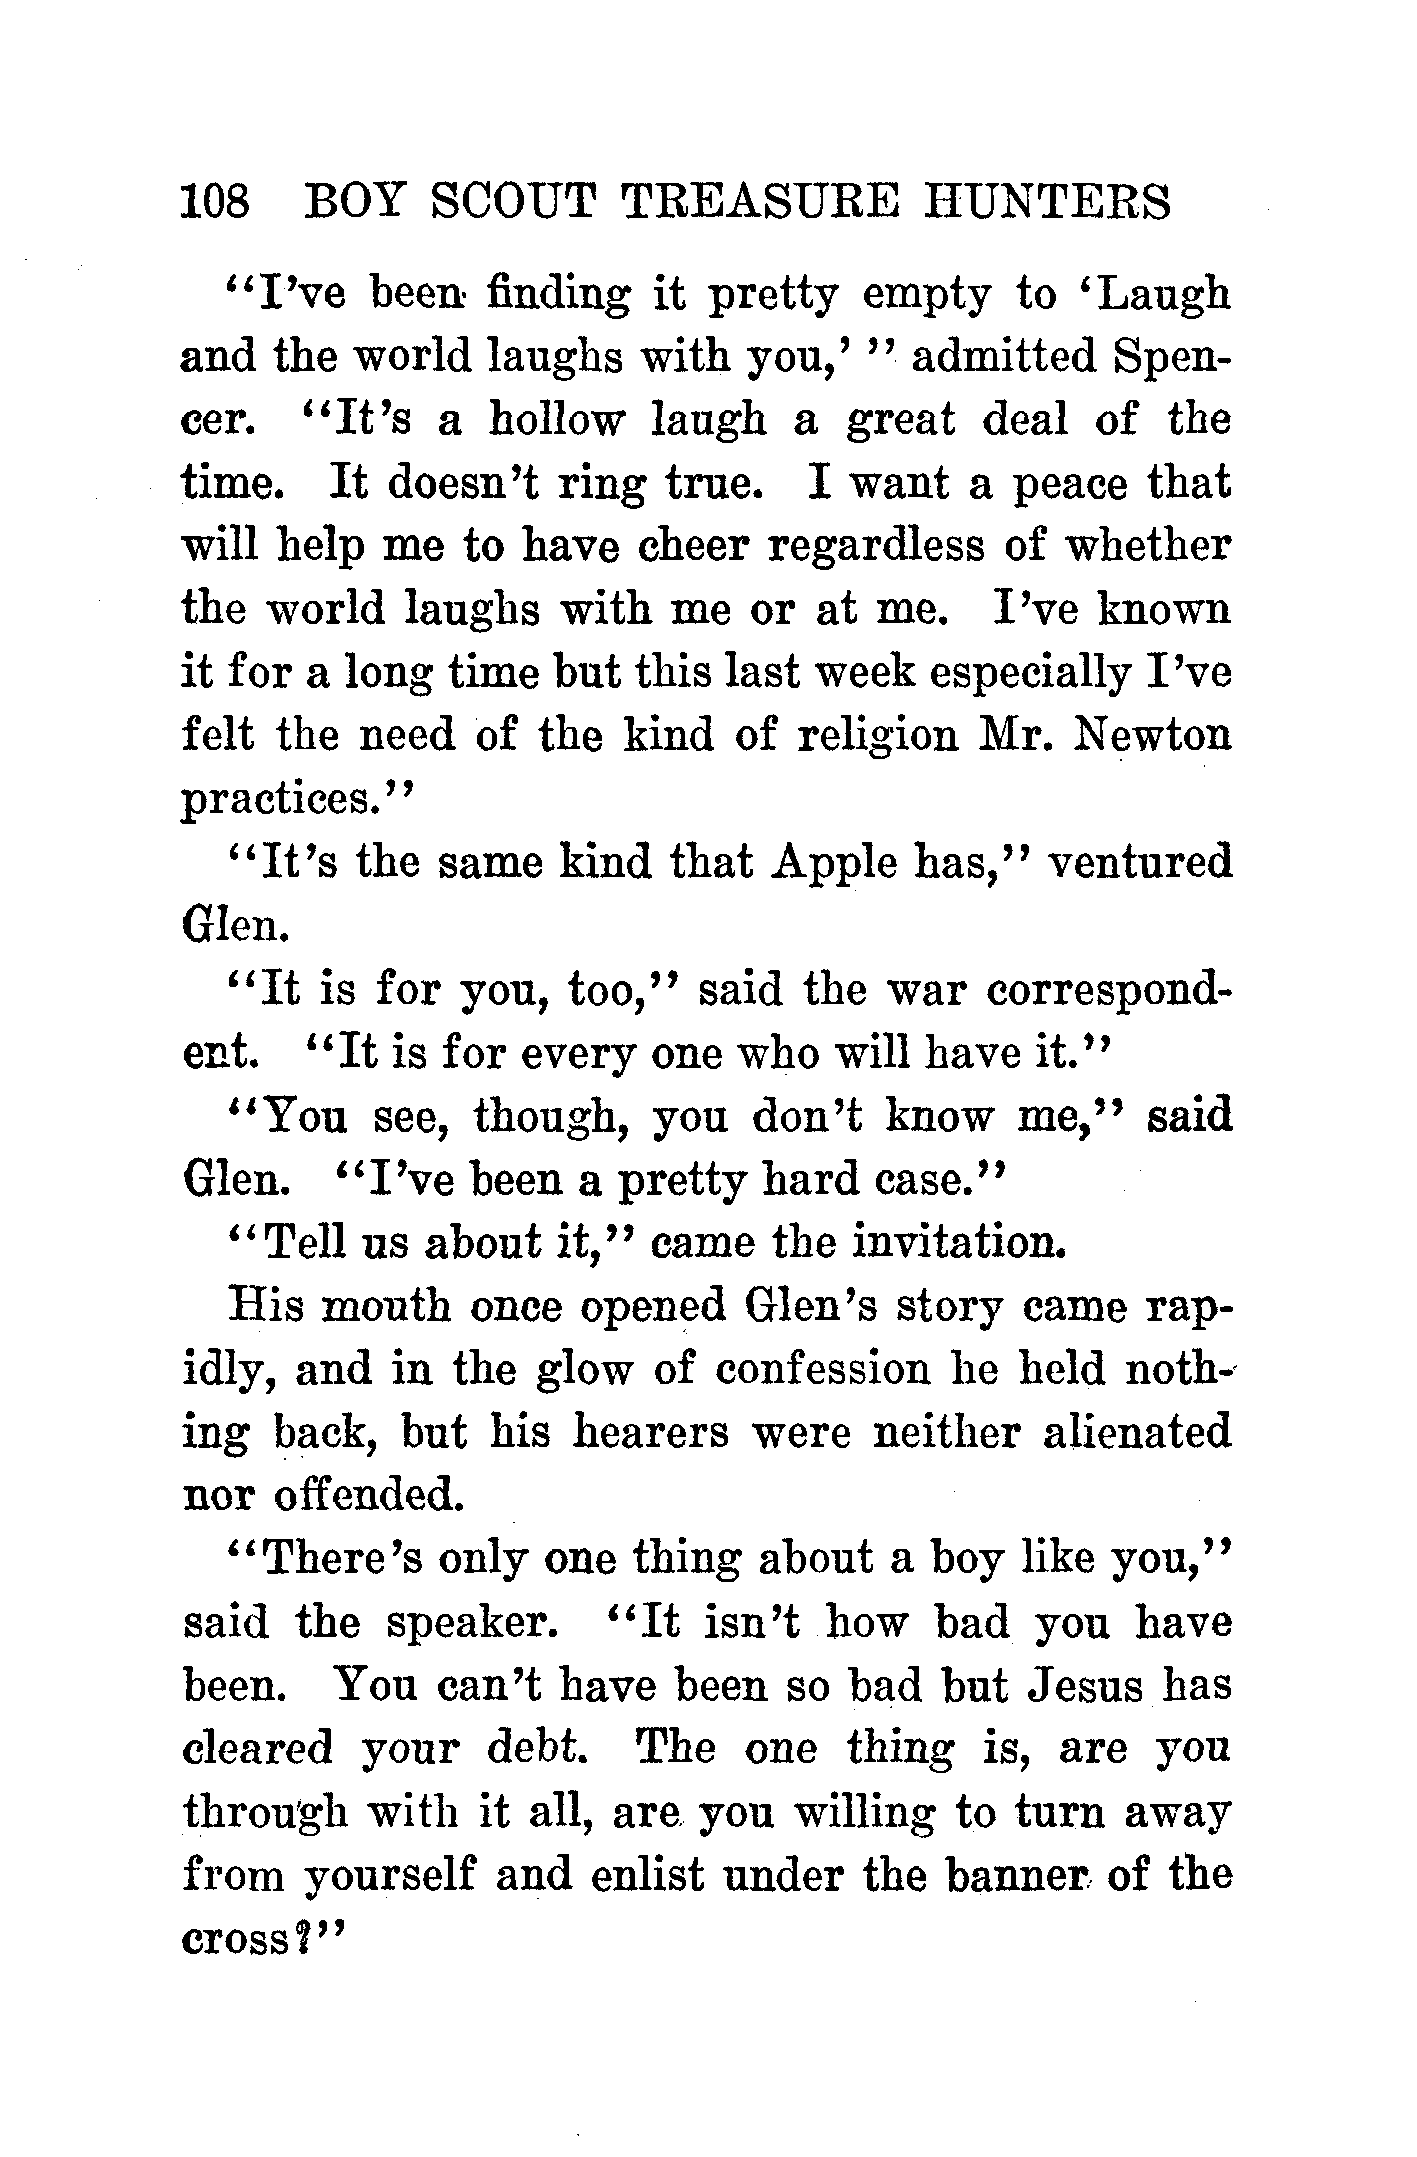 108 BOY SCOUT TREASURE HUNTERS
"I've been finding it pretty empty to 'Laugh
and the world laughs with you,' " admitted Spen-
cer. "It's a hollow laugh a great deal of the
time. It doesn't ring true. I want a peace that
will help me to have cheer regardless of whether
the world laughs with me or at me. I've known
it for a long time but this last week especially I've
felt the need of the kind of religion Mr. Newton
practices."
"It's the same kind that Apple has," ventured
Glen.
"It is for you, too," said the war correspond-
ent. "It is for every one who will have it."
"You see, though, you don't know me," said
Glen. "I've been a pretty hard case."
"Tell us about it," came the invitation.
His mouth once opened Glen's story came rap-
idly, and in the glow of confession he held noth-
ing back, but his hearers were neither alienated
nor offended.
"There's only one thing about a boy like you,"
said the speaker. "It isn't how bad you have
been. You can't have been so bad but Jesus has
cleared your debt. The one thing is, are you
through with it all, are you willing to turn away
from yourself and enlist under the banner of the
cross?"